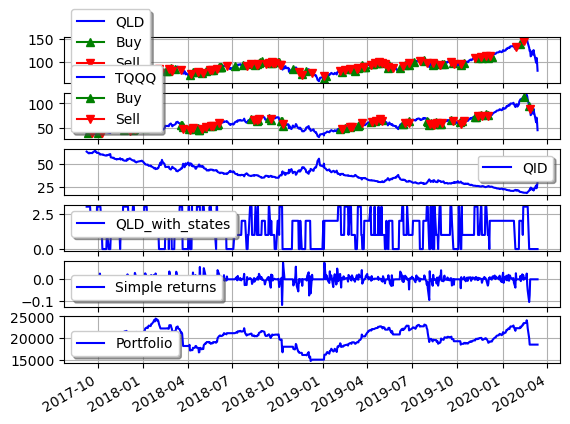 QLD
Buy
Sell
150
100
TQQQ
Buy
Sell
100
50
50
25
QID
2.5
0.0
QLD_with_states
0.0
−0.1
Simple returns
25000
20000
15000
Portfolio
2017-10
2018-01
2018-04
2018-07
2018-10
2019-01
2019-04
2019-07
2019-10
2020-01
2020-04